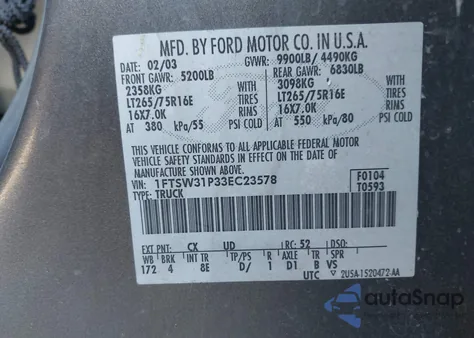 MFD. BY FORD MOTOR CO. IN U.S.A.
DATE: 02/03 GVWR: 9900LB/ 4490KG
FRONT GAWR: 5200LB REAR GAWR: 6830LB
2358KG WITH 3098KG WITH
LT265/75R16E TIRES LT265/75R16E TIRES
16X7.0K RIMS 16X7.0K RIMS
AT 380 kPa/55 PSI COLD AT 550 kPa/80 PSI COLD
THIS VEHICLE CONFORMS TO ALL APPLICABLE FEDERAL MOTOR
VEHICLE SAFETY STANDARDS IN EFFECT ON THE DATE OF
MANUFACTURE SHOWN ABOVE.
VIN: 1FTSW31P33EC23578 F0104
TYPE: TRUCK T0593
EXT PNT: CX UD RC: 52 DSO:
WB BRK INT TR TP/PS R AXLE TR SPR
172 4 8E D/ 1 D1 B VS
UTC ▽ 2U5A-1520472-AA
autoSnap